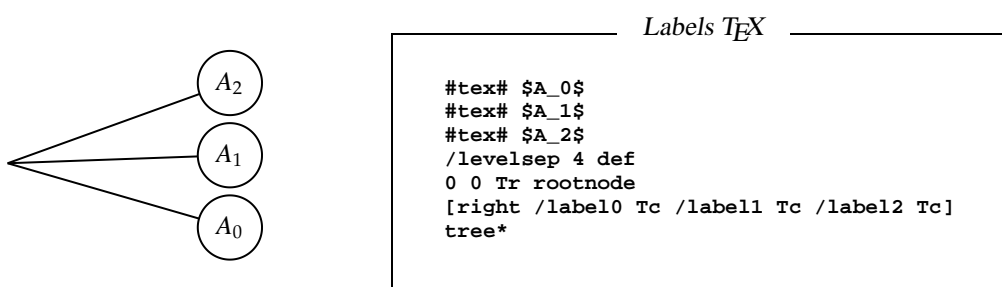 A2
A1
A0
Labels TEX
#tex# $A_0$
#tex# $A_1$
#tex# $A_2$
/levelsep 4 def
0 0 Tr rootnode
[right /label0 Tc /label1 Tc /label2 Tc]
tree*